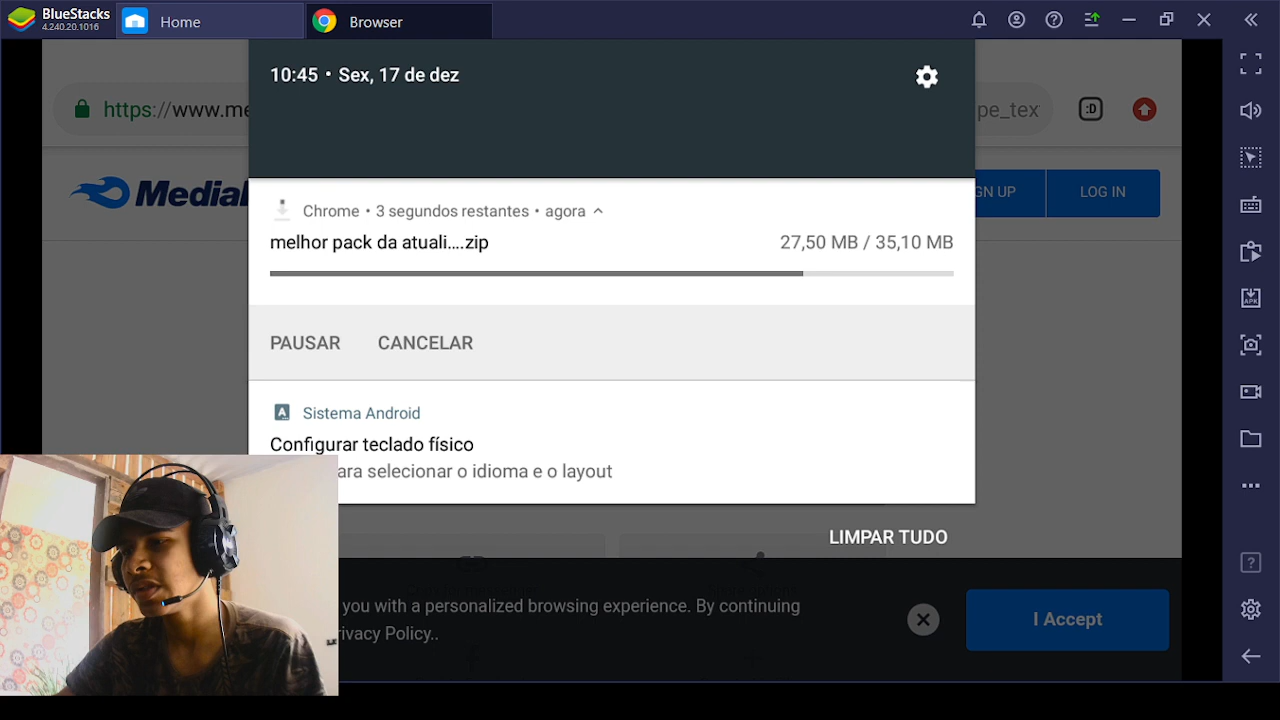 BlueStacks
4.240.20.1016
Home
Browser
10:45 • Sex, 17 de dez
https://www.me
pe_tex
:D
GN UP
LOG IN
Chrome • 3 segundos restantes • agora
melhor pack da atuali....zip
27,50 MB / 35,10 MB
PAUSAR
CANCELAR
Sistema Android
Configurar teclado físico
ara selecionar o idioma e o layout
LIMPAR TUDO
you with a personalized browsing experience. By continuing
rivacy Policy..
I Accept
APK